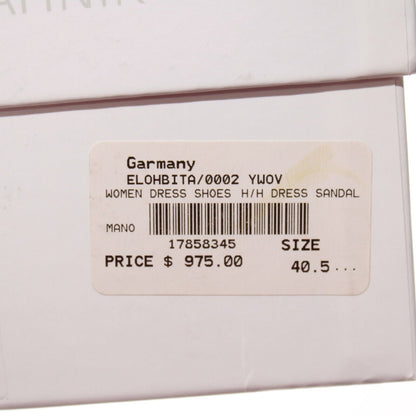 Garmany
ELOHBITA/0002 YWOV
WOMEN DRESS SHOES H/H DRESS SANDAL
MANO
17858345 SIZE
PRICE $ 975.00 40.5...